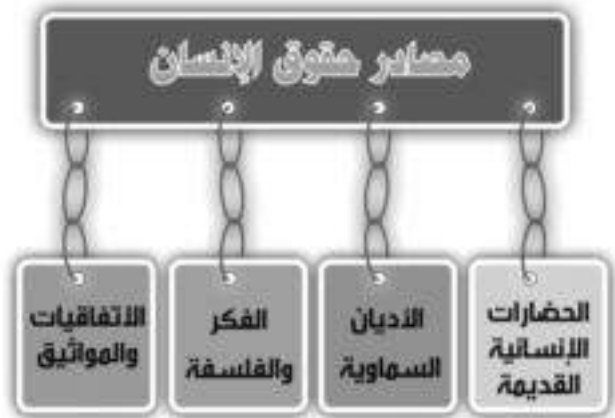 مصادر حقوق الإنسان
الحضارات
الإنسانية
القديمة
الأديان
السماوية
الفكر
والفلسفة
الاتفاقيات
والمواثيق